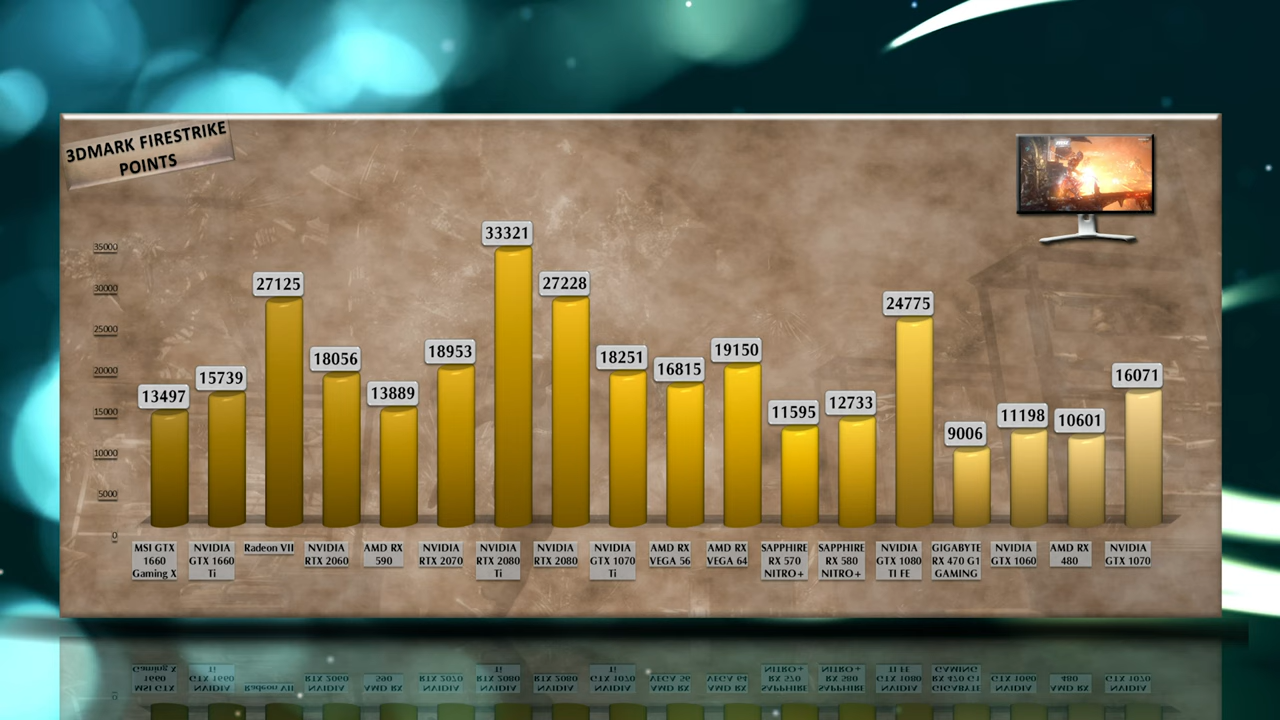 3DMARK FIRESTRIKE
POINTS
35000
30000
25000
20000
15000
10000
5000
0
13497
15739
27125
18056
13889
18953
33321
27228
18251
16815
19150
11595
12733
24775
9006
11198
10601
16071
MSI GTX
1660
Gaming X
NVIDIA
GTX 1660
Ti
Radeon VII
NVIDIA
RTX 2060
AMD RX
590
NVIDIA
RTX 2070
NVIDIA
RTX 2080
Ti
NVIDIA
RTX 2080
NVIDIA
GTX 1070
Ti
AMD RX
VEGA 56
AMD RX
VEGA 64
SAPPHIRE
RX 570
NITRO+
SAPPHIRE
RX 580
NITRO+
NVIDIA
GTX 1080
TI FE
GIGABYTE
RX 470 G1
GAMING
NVIDIA
GTX 1060
AMD RX
480
NVIDIA
GTX 1070